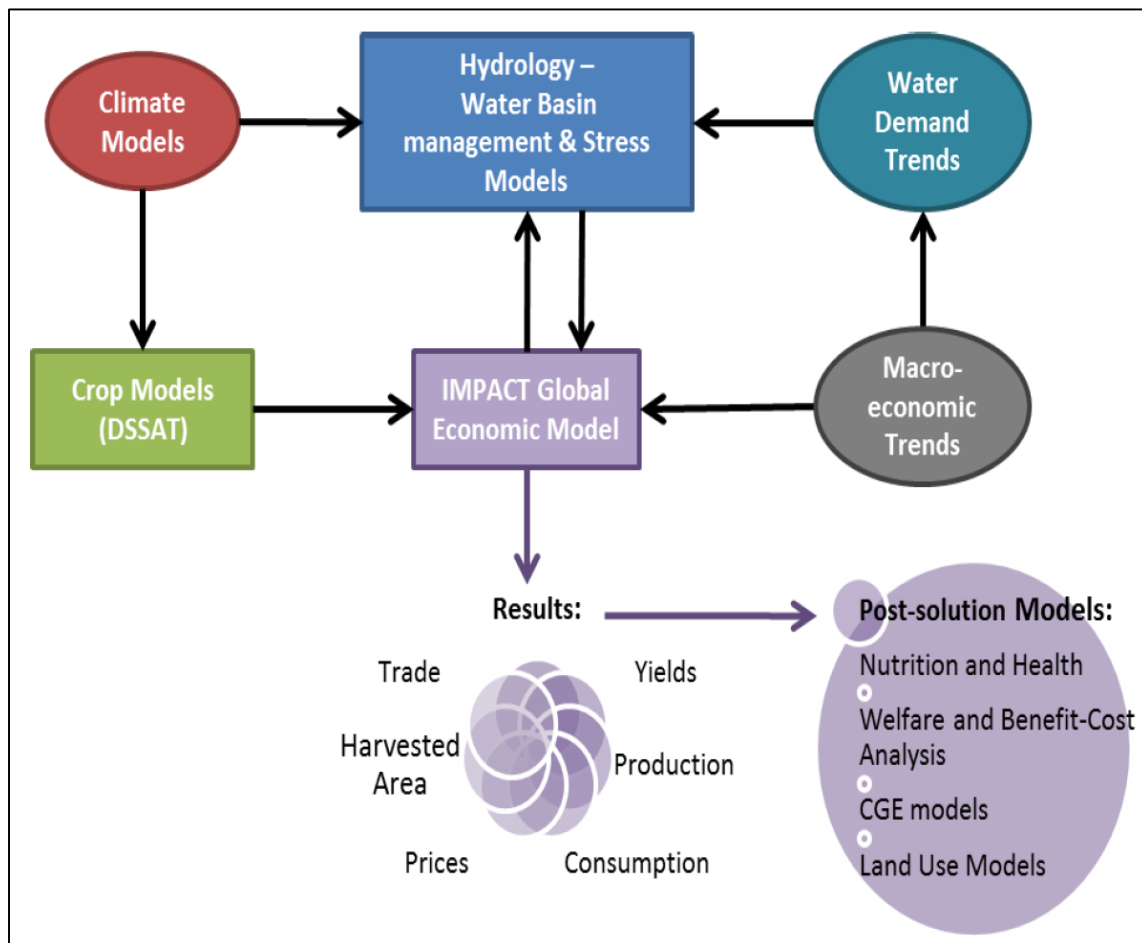 Climate
Models
Hydrology –
Water Basin
management & Stress
Models
Water
Demand
Trends
Crop Models
(DSSAT)
IMPACT Global
Economic Model
Macro-
economic
Trends
Results:
Trade
Yields
Harvested
Area
Production
Prices
Consumption
Post-solution Models:
Nutrition and Health
Welfare and Benefit-Cost
Analysis
CGE models
Land Use Models